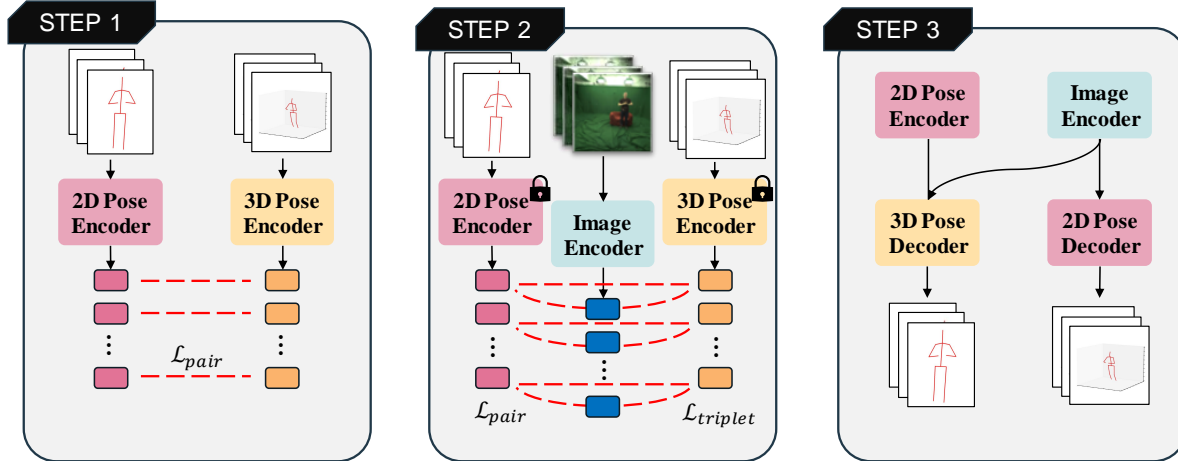 STEP 1
2D Pose
Encoder
3D Pose
Encoder
ℒpair
STEP 2
2D Pose
Encoder
Image
Encoder
3D Pose
Encoder
ℒpair
ℒtriplet
STEP 3
2D Pose
Encoder
Image
Encoder
3D Pose
Decoder
2D Pose
Decoder